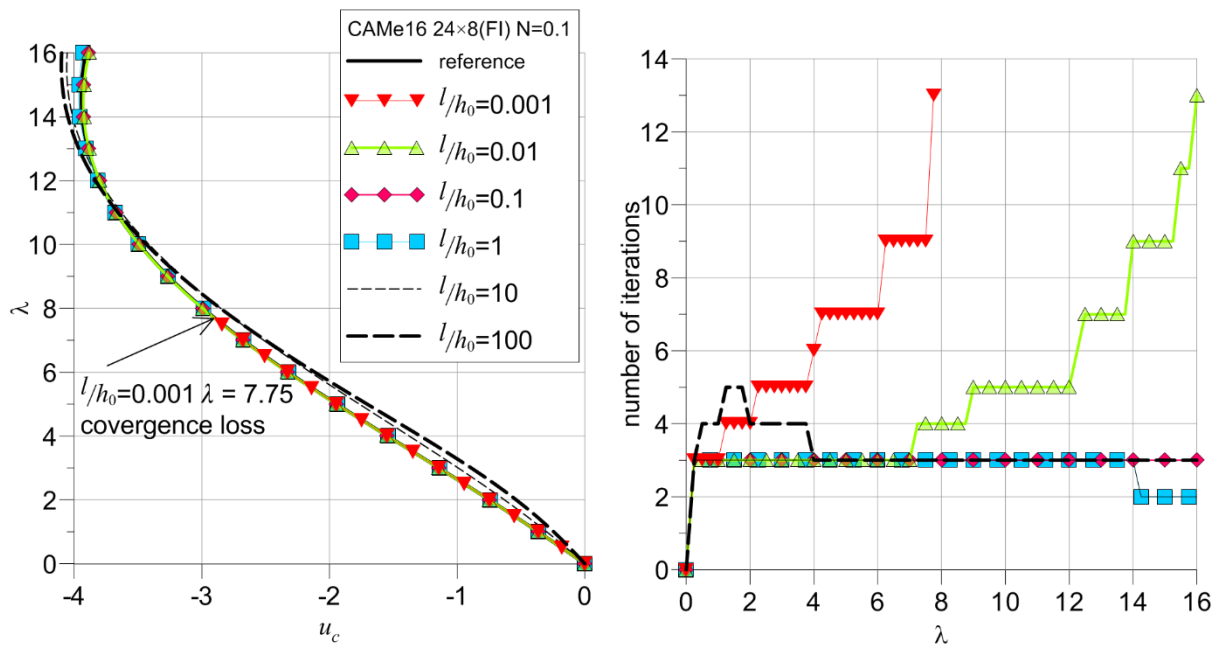 CAMe16 24×8(FI) N=0.1
reference
l/h₀=0.001
l/h₀=0.01
l/h₀=0.1
l/h₀=1
l/h₀=10
l/h₀=100
16
14
12
10
8
6
4
2
0
λ
l/h₀=0.001 λ = 7.75
covergence loss
-4 -3 -2 -1 0
u_c
14
12
10
8
6
4
2
0
number of iterations
0 2 4 6 8 10 12 14 16
λ